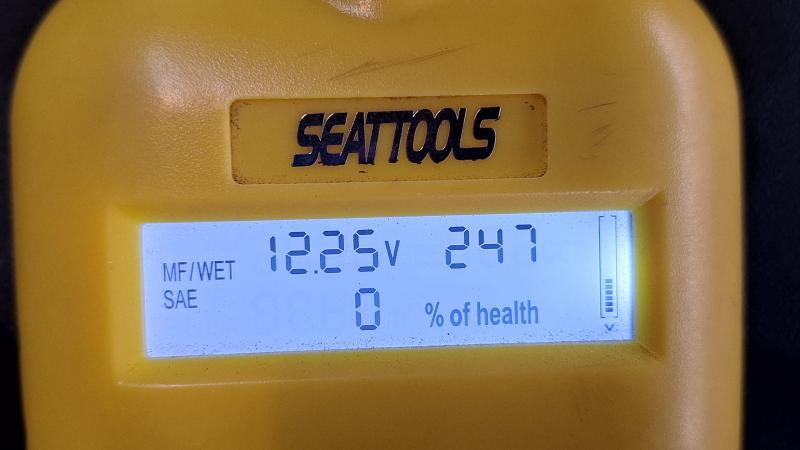 SEATTOOLS
MF/WET 12.25V 247
SAE 0 % of health